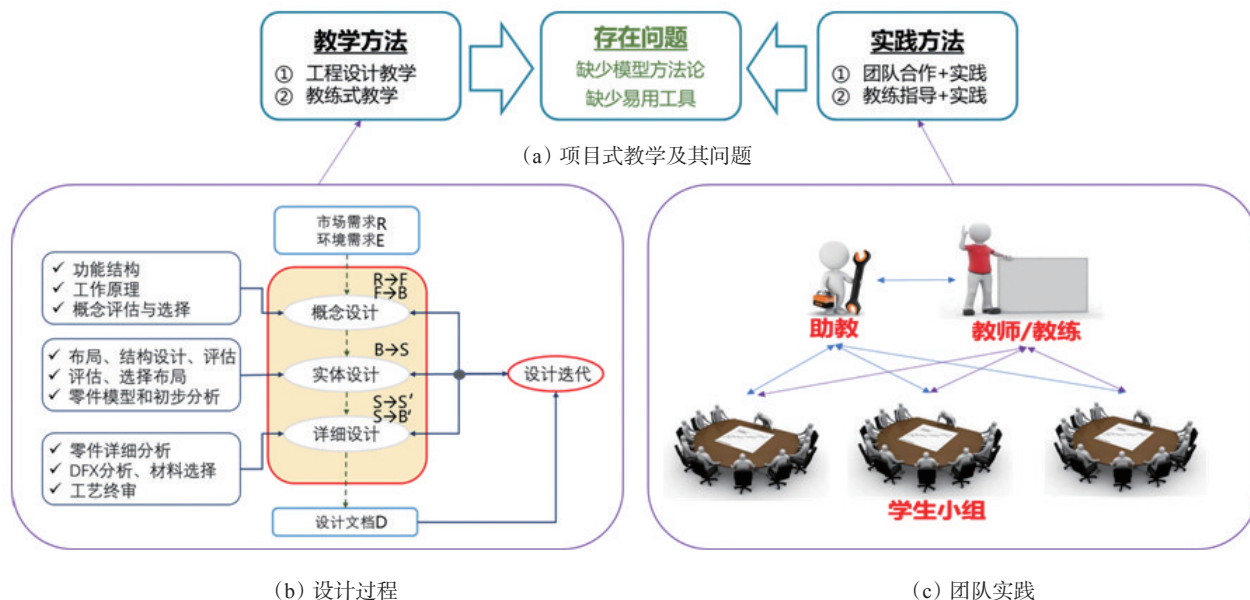 教学方法
① 工程设计教学
② 教练式教学
存在问题
缺少模型方法论
缺少易用工具
实践方法
① 团队合作+实践
② 教练指导+实践
(a) 项目式教学及其问题
市场需求R
环境需求E
✓ 功能结构
✓ 工作原理
✓ 概念评估与选择
R→F
F→B
概念设计
✓ 布局、结构设计、评估
✓ 评估、选择布局
✓ 零件模型和初步分析
B→S
实体设计
设计迭代
S→S′
S→B′
详细设计
✓ 零件详细分析
✓ DFX分析、材料选择
✓ 工艺终审
设计文档D
(b) 设计过程
助教
教师/教练
学生小组
(c) 团队实践